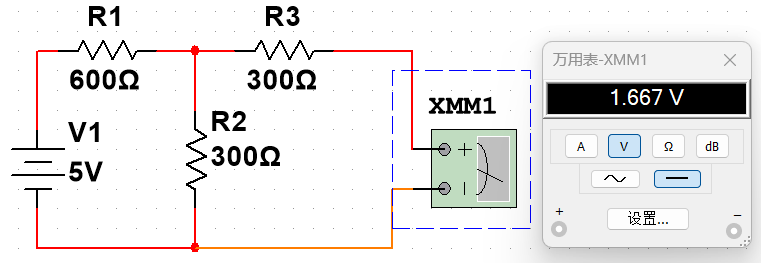 R1
R3
600Ω
300Ω
万用表-XMM1
1.667 V
XMM1
V1
5V
R2
300Ω
+
−
A
V
Ω
dB
+
设置...
−